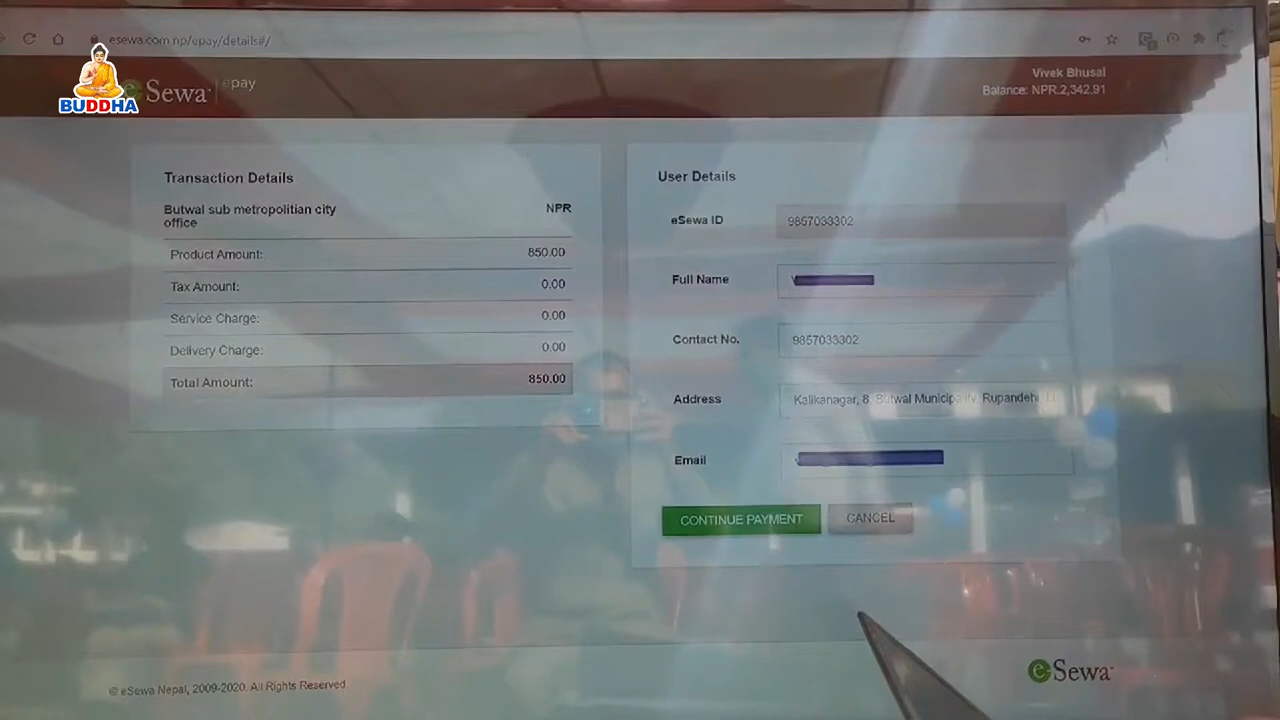 esewa.com.np/epay/details#/
BUDDHA
eSewa epay
Vivek Bhusal
Balance: NPR.2,342.91
Transaction Details
Butwal sub metropolitian city office NPR
Product Amount: 850.00
Tax Amount: 0.00
Service Charge: 0.00
Delivery Charge: 0.00
Total Amount: 850.00
User Details
eSewa ID 9857033302
Full Name
Contact No. 9857033302
Address Kalikanagar, 8, Butwal Municipality, Rupandehi,
Email
CONTINUE PAYMENT CANCEL
© eSewa Nepal, 2009-2020. All Rights Reserved
eSewa